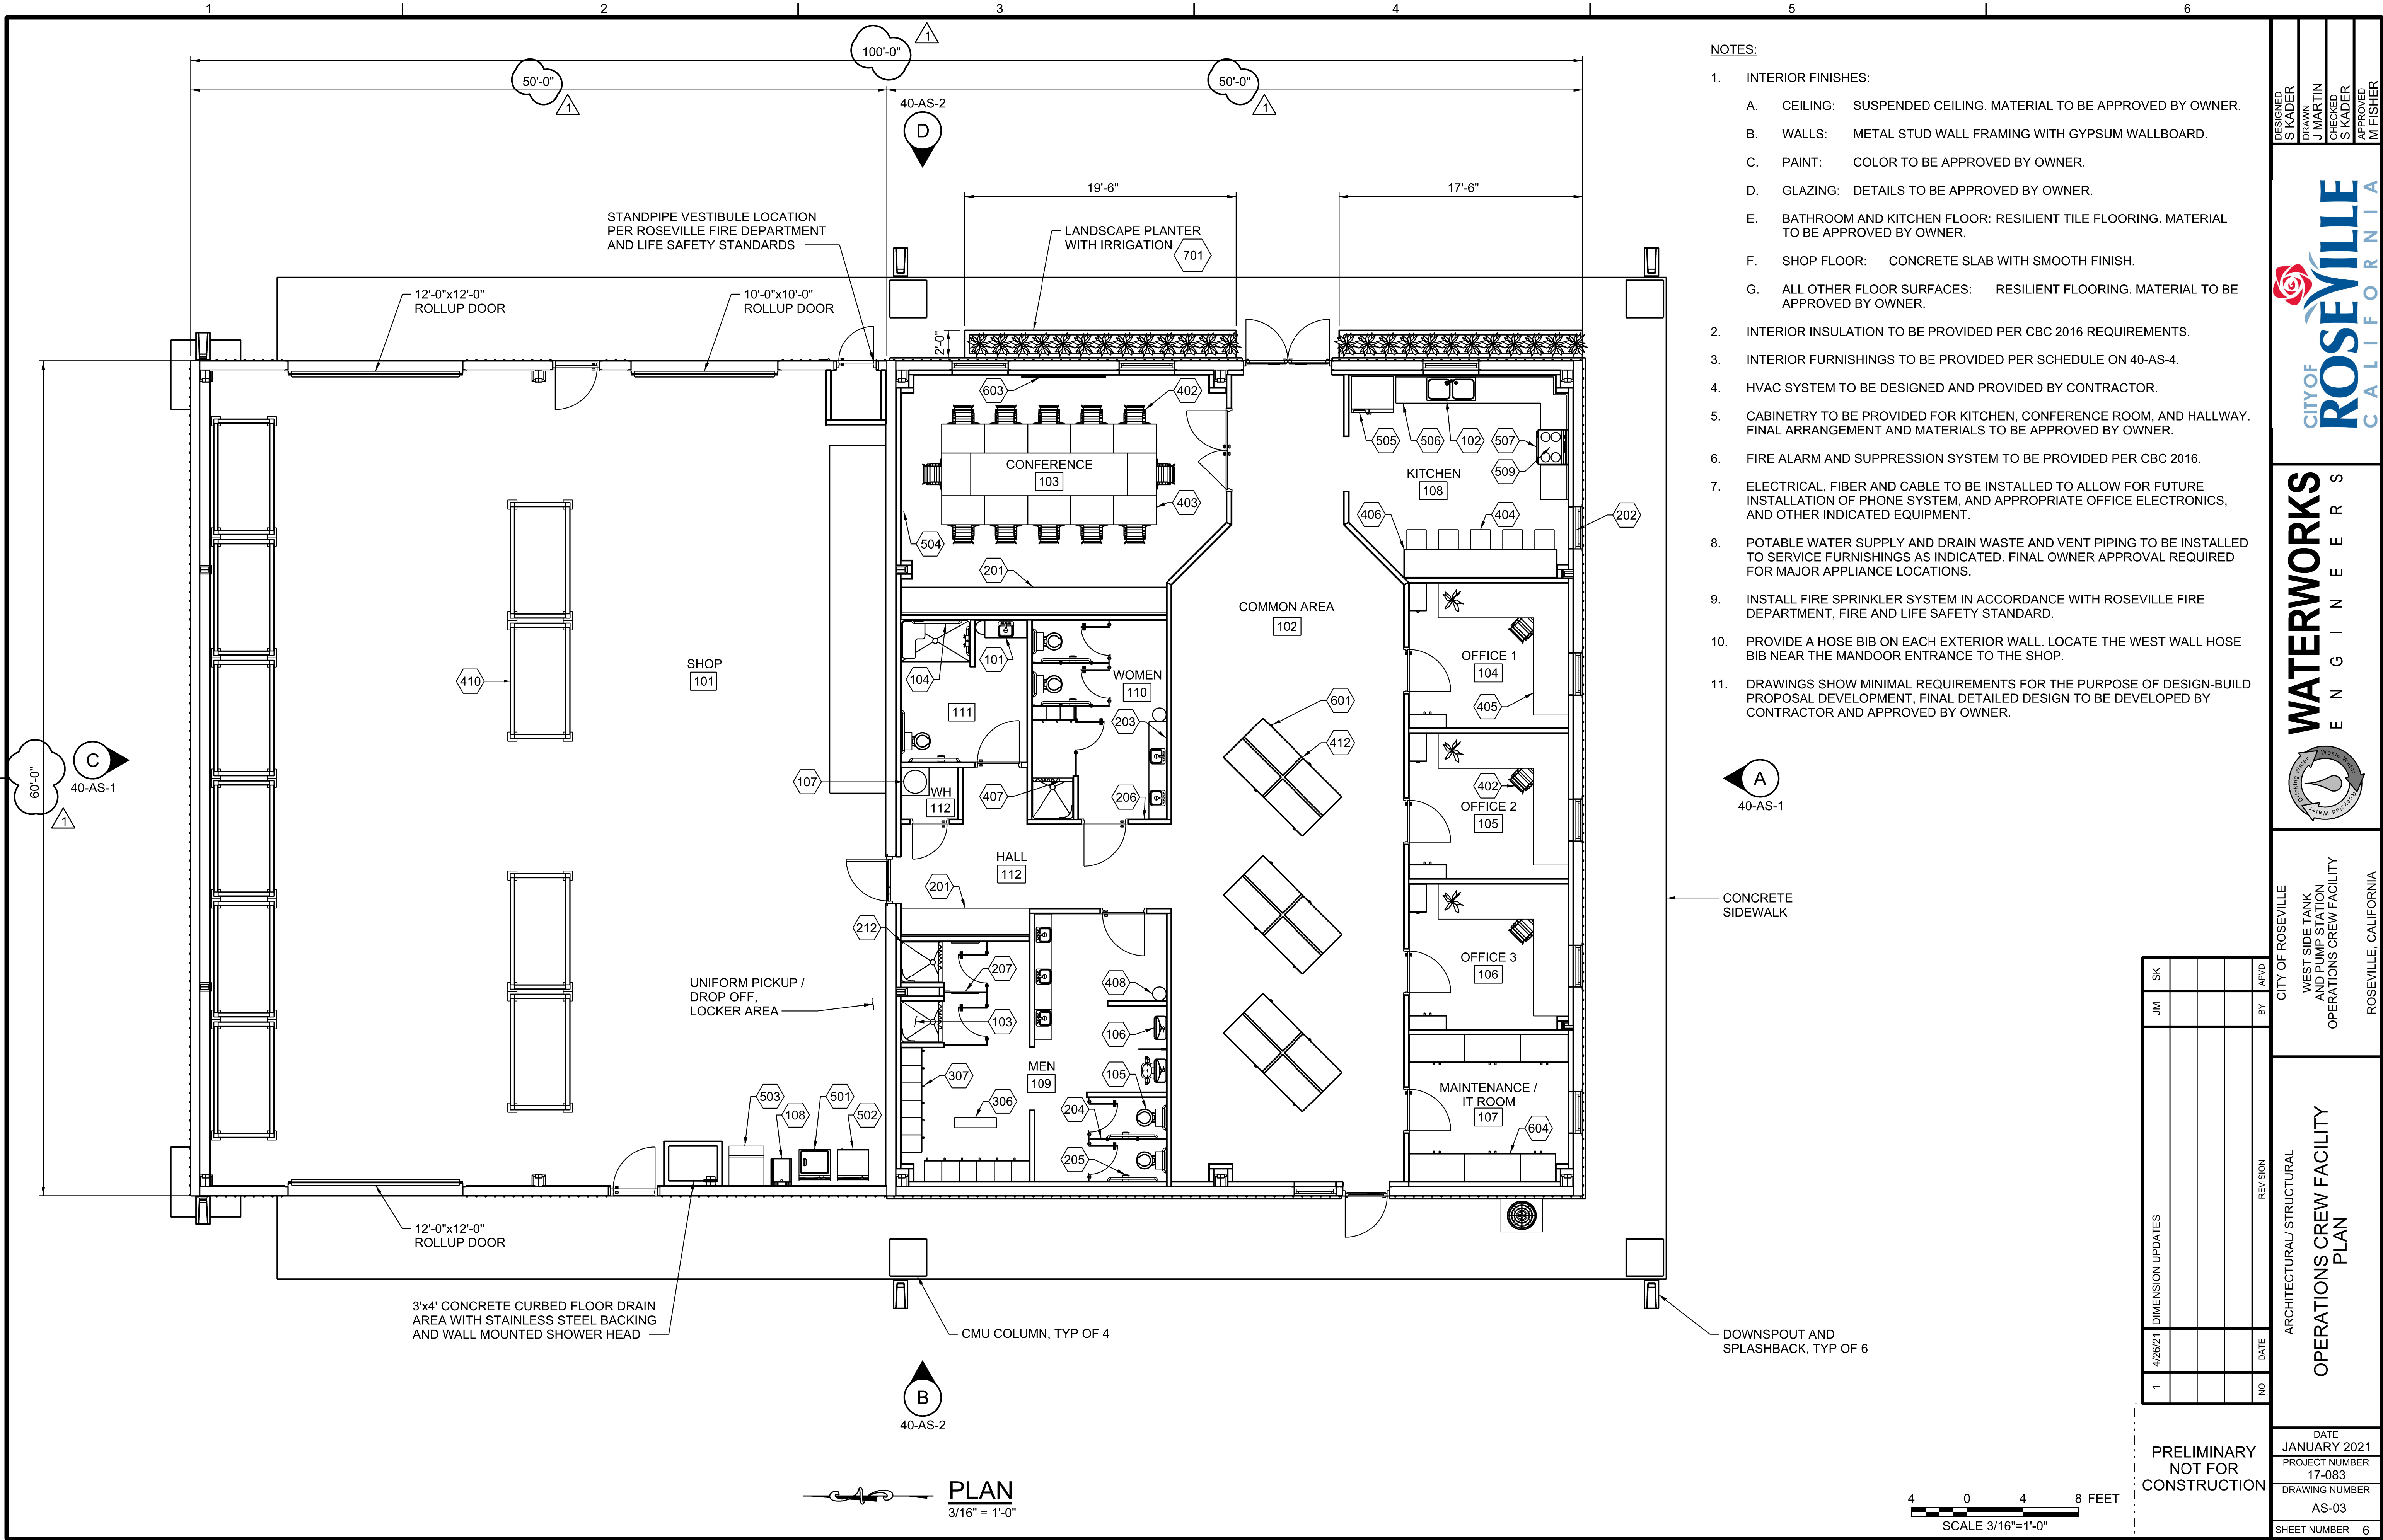 1
2
3
4
5
6
100'-0"
1
50'-0"
1
50'-0"
1
40-AS-2
D
19'-6"
17'-6"
STANDPIPE VESTIBULE LOCATION
PER ROSEVILLE FIRE DEPARTMENT
AND LIFE SAFETY STANDARDS
LANDSCAPE PLANTER
WITH IRRIGATION
701
12'-0"x12'-0"
ROLLUP DOOR
10'-0"x10'-0"
ROLLUP DOOR
2'-0"
603
402
CONFERENCE
103
403
504
201
505
506
102
507
509
KITCHEN
108
406
404
202
COMMON AREA
102
SHOP
101
410
101
104
111
WOMEN
110
203
OFFICE 1
104
405
601
412
60'-0"
1
C
40-AS-1
107
WH
112
407
206
402
OFFICE 2
105
A
40-AS-1
HALL
112
201
212
CONCRETE
SIDEWALK
UNIFORM PICKUP /
DROP OFF,
LOCKER AREA
207
103
408
106
OFFICE 3
106
MEN
109
105
307
306
204
205
MAINTENANCE /
IT ROOM
107
604
503
108
501
502
12'-0"x12'-0"
ROLLUP DOOR
3'x4' CONCRETE CURBED FLOOR DRAIN
AREA WITH STAINLESS STEEL BACKING
AND WALL MOUNTED SHOWER HEAD
CMU COLUMN, TYP OF 4
DOWNSPOUT AND
SPLASHBACK, TYP OF 6
B
40-AS-2
PLAN
3/16" = 1'-0"
4 0 4 8 FEET
SCALE 3/16"=1'-0"
NOTES:
1. INTERIOR FINISHES:
A. CEILING: SUSPENDED CEILING. MATERIAL TO BE APPROVED BY OWNER.
B. WALLS: METAL STUD WALL FRAMING WITH GYPSUM WALLBOARD.
C. PAINT: COLOR TO BE APPROVED BY OWNER.
D. GLAZING: DETAILS TO BE APPROVED BY OWNER.
E. BATHROOM AND KITCHEN FLOOR: RESILIENT TILE FLOORING. MATERIAL
TO BE APPROVED BY OWNER.
F. SHOP FLOOR: CONCRETE SLAB WITH SMOOTH FINISH.
G. ALL OTHER FLOOR SURFACES: RESILIENT FLOORING. MATERIAL TO BE
APPROVED BY OWNER.
2. INTERIOR INSULATION TO BE PROVIDED PER CBC 2016 REQUIREMENTS.
3. INTERIOR FURNISHINGS TO BE PROVIDED PER SCHEDULE ON 40-AS-4.
4. HVAC SYSTEM TO BE DESIGNED AND PROVIDED BY CONTRACTOR.
5. CABINETRY TO BE PROVIDED FOR KITCHEN, CONFERENCE ROOM, AND HALLWAY.
FINAL ARRANGEMENT AND MATERIALS TO BE APPROVED BY OWNER.
6. FIRE ALARM AND SUPPRESSION SYSTEM TO BE PROVIDED PER CBC 2016.
7. ELECTRICAL, FIBER AND CABLE TO BE INSTALLED TO ALLOW FOR FUTURE
INSTALLATION OF PHONE SYSTEM, AND APPROPRIATE OFFICE ELECTRONICS,
AND OTHER INDICATED EQUIPMENT.
8. POTABLE WATER SUPPLY AND DRAIN WASTE AND VENT PIPING TO BE INSTALLED
TO SERVICE FURNISHINGS AS INDICATED. FINAL OWNER APPROVAL REQUIRED
FOR MAJOR APPLIANCE LOCATIONS.
9. INSTALL FIRE SPRINKLER SYSTEM IN ACCORDANCE WITH ROSEVILLE FIRE
DEPARTMENT, FIRE AND LIFE SAFETY STANDARD.
10. PROVIDE A HOSE BIB ON EACH EXTERIOR WALL. LOCATE THE WEST WALL HOSE
BIB NEAR THE MANDOOR ENTRANCE TO THE SHOP.
11. DRAWINGS SHOW MINIMAL REQUIREMENTS FOR THE PURPOSE OF DESIGN-BUILD
PROPOSAL DEVELOPMENT, FINAL DETAILED DESIGN TO BE DEVELOPED BY
CONTRACTOR AND APPROVED BY OWNER.
DESIGNED
S KADER
DRAWN
J MARTIN
CHECKED
S KADER
APPROVED
M FISHER
CITY OF
ROSEVILLE
CALIFORNIA
WATERWORKS
ENGINEERS
Drinking Water
Waste Water
Recycled Water
CITY OF ROSEVILLE
WEST SIDE TANK
AND PUMP STATION
OPERATIONS CREW FACILITY
ROSEVILLE, CALIFORNIA
ARCHITECTURAL/ STRUCTURAL
OPERATIONS CREW FACILITY
PLAN
1 4/26/21 DIMENSION UPDATES JM SK
NO. DATE REVISION BY APVD
PRELIMINARY
NOT FOR
CONSTRUCTION
DATE
JANUARY 2021
PROJECT NUMBER
17-083
DRAWING NUMBER
AS-03
SHEET NUMBER 6